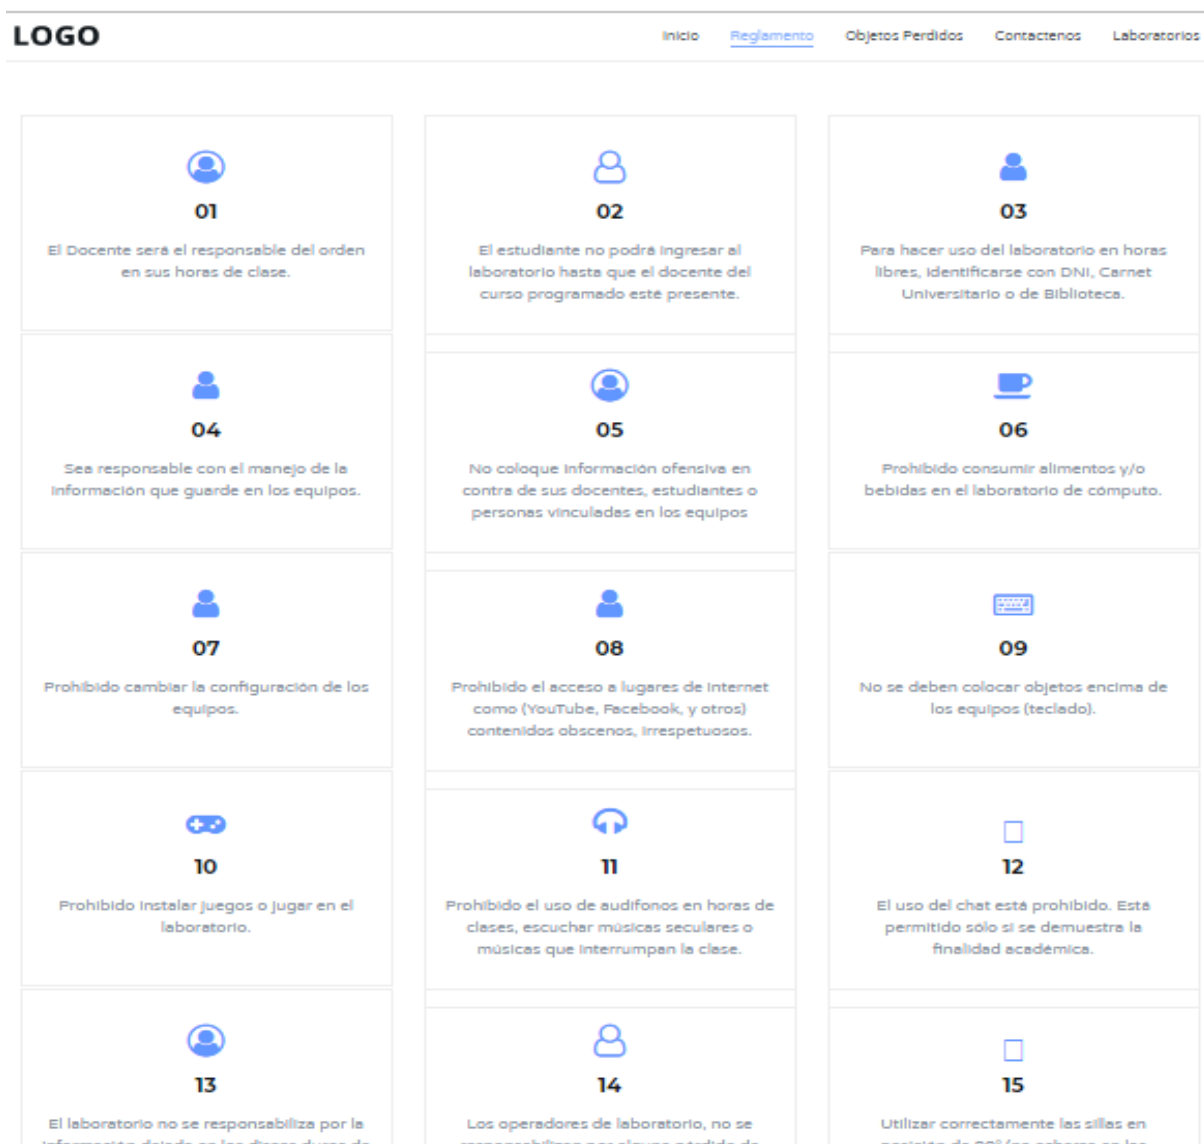 LOGO
Inicio Reglamento Objetos Perdidos Contactenos Laboratorios
01
El Docente será el responsable del orden
en sus horas de clase.
02
El estudiante no podrá ingresar al
laboratorio hasta que el docente del
curso programado esté presente.
03
Para hacer uso del laboratorio en horas
libres, identificarse con DNI, Carnet
Universitario o de Biblioteca.
04
Sea responsable con el manejo de la
información que guarde en los equipos.
05
No coloque información ofensiva en
contra de sus docentes, estudiantes o
personas vinculadas en los equipos
06
Prohibido consumir alimentos y/o
bebidas en el laboratorio de cómputo.
07
Prohibido cambiar la configuración de los
equipos.
08
Prohibido el acceso a lugares de internet
como (YouTube, Facebook, y otros)
contenidos obscenos, irrespetuosos.
09
No se deben colocar objetos encima de
los equipos (teclado).
10
Prohibido instalar juegos o jugar en el
laboratorio.
11
Prohibido el uso de audífonos en horas de
clases, escuchar músicas seculares o
músicas que interrumpan la clase.
12
El uso del chat está prohibido. Está
permitido sólo si se demuestra la
finalidad académica.
13
El laboratorio no se responsabiliza por la
14
Los operadores de laboratorio, no se
15
Utilizar correctamente las sillas en